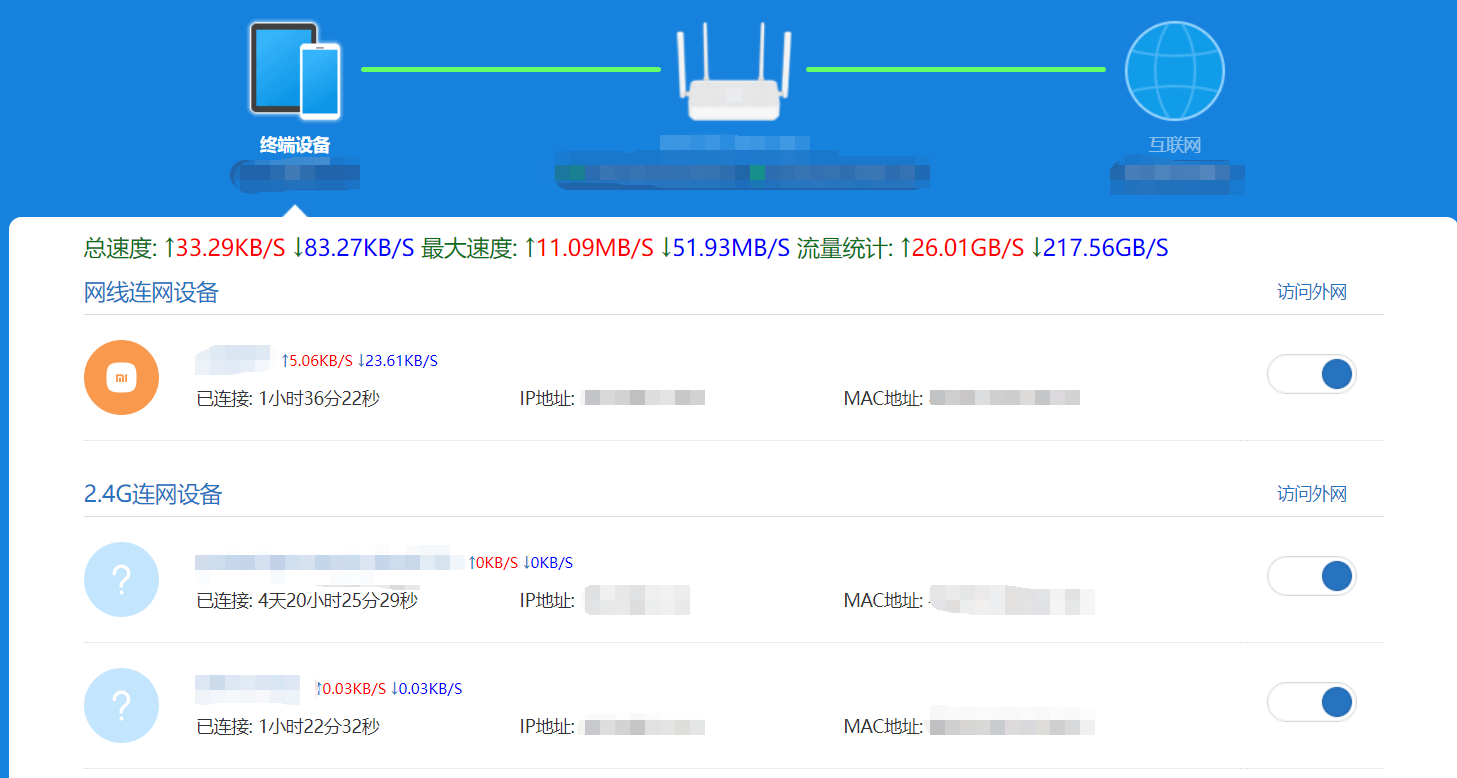 终端设备
互联网
总速度: ↑33.29KB/S ↓83.27KB/S 最大速度: ↑11.09MB/S ↓51.93MB/S 流量统计: ↑26.01GB/S ↓217.56GB/S
网线连网设备 访问外网
mi
↑5.06KB/S ↓23.61KB/S
已连接: 1小时36分22秒 IP地址: MAC地址:
2.4G连网设备 访问外网
?
↑0KB/S ↓0KB/S
已连接: 4天20小时25分29秒 IP地址: MAC地址:
?
↑0.03KB/S ↓0.03KB/S
已连接: 1小时22分32秒 IP地址: MAC地址: